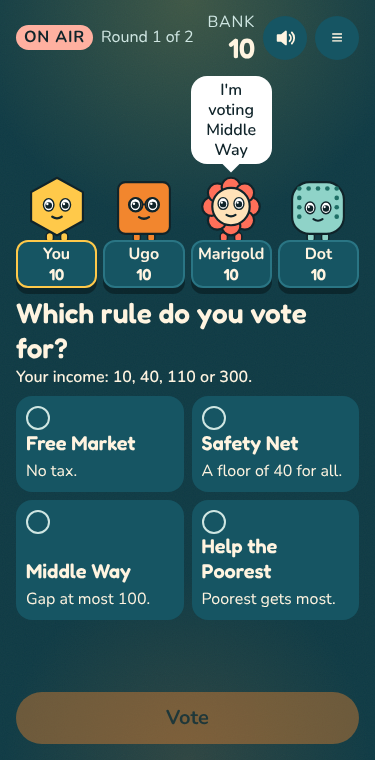 ON AIR
Round 1 of 2
BANK
10
I'm
voting
Middle
Way
You
10
Ugo
10
Marigold
10
Dot
10
Which rule do you vote
for?
Your income: 10, 40, 110 or 300.
Free Market
No tax.
Safety Net
A floor of 40 for all.
Middle Way
Gap at most 100.
Help the
Poorest
Poorest gets most.
Vote